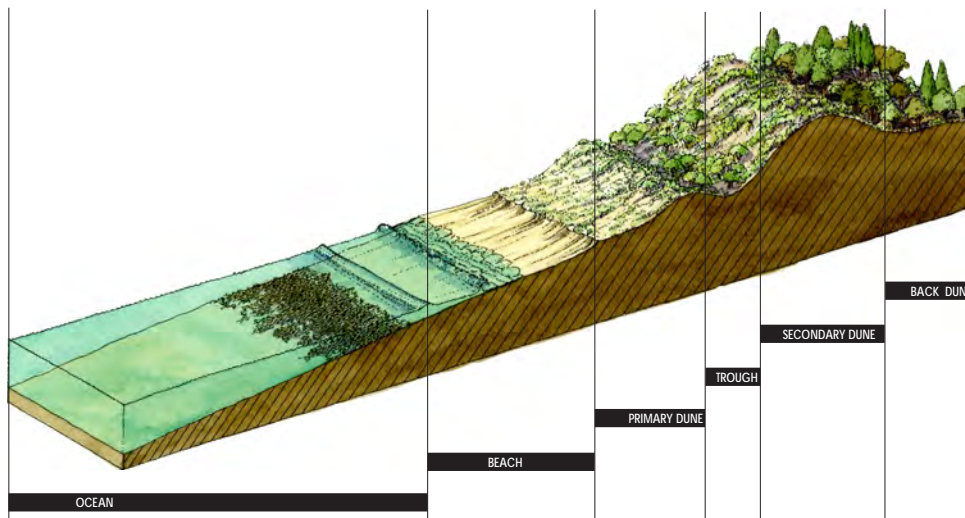 BACK DUN
SECONDARY DUNE
TROUGH
PRIMARY DUNE
BEACH
OCEAN